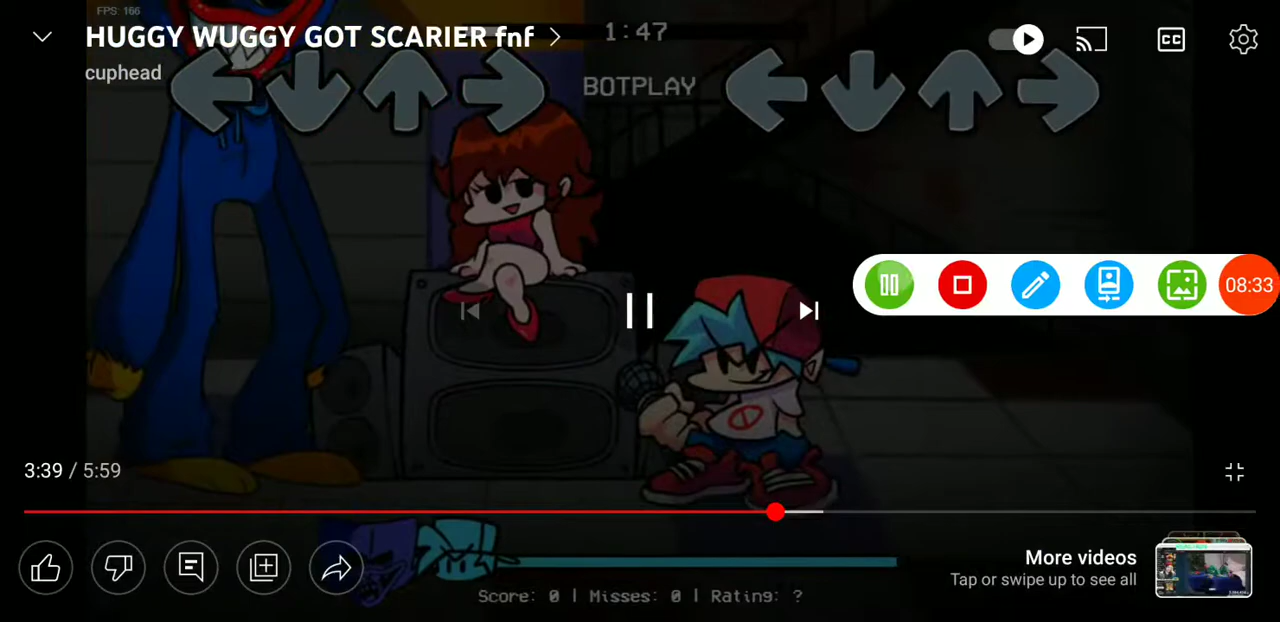 FPS: 166
HUGGY WUGGY GOT SCARIER fnf
1:47
CC
cuphead
BOTPLAY
08:33
3:39 / 5:59
More videos
Tap or swipe up to see all
Score: 0 | Misses: 0 | Rating: ?